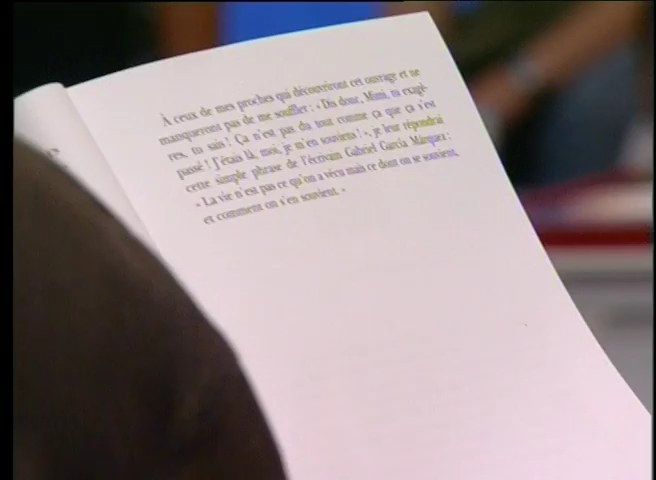 À ceux de mes proches qui découvriront cet ouvrage et ne
manqueront pas de me souffler : « Dis donc, Mimi, tu exagè-
res, tu sais ! Ça n'est pas du tout comme ça que ça s'est
passé ! J'étais là, moi, je m'en souviens ! », je leur répondrai
cette simple phrase de l'écrivain Gabriel García Márquez :
« La vie n'est pas ce qu'on a vécu mais ce dont on se souvient,
et comment on s'en souvient. »